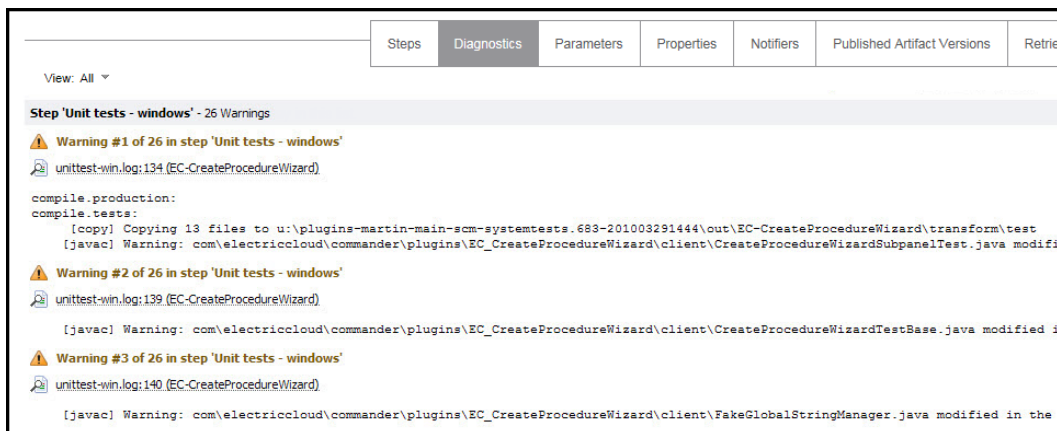 Steps Diagnostics Parameters Properties Notifiers Published Artifact Versions Retrie
View: All
Step 'Unit tests - windows' - 26 Warnings
Warning #1 of 26 in step 'Unit tests - windows'
unittest-win.log:134 (EC-CreateProcedureWizard)
compile.production:
compile.tests:
[copy] Copying 13 files to u:\plugins-martin-main-scm-systemtests.683-201003291444\out\EC-CreateProcedureWizard\transform\test
[javac] Warning: com\electriccloud\commander\plugins\EC_CreateProcedureWizard\client\CreateProcedureWizardSubpanelTest.java modifi
Warning #2 of 26 in step 'Unit tests - windows'
unittest-win.log:139 (EC-CreateProcedureWizard)
[javac] Warning: com\electriccloud\commander\plugins\EC_CreateProcedureWizard\client\CreateProcedureWizardTestBase.java modified i
Warning #3 of 26 in step 'Unit tests - windows'
unittest-win.log:140 (EC-CreateProcedureWizard)
[javac] Warning: com\electriccloud\commander\plugins\EC_CreateProcedureWizard\client\FakeGlobalStringManager.java modified in the